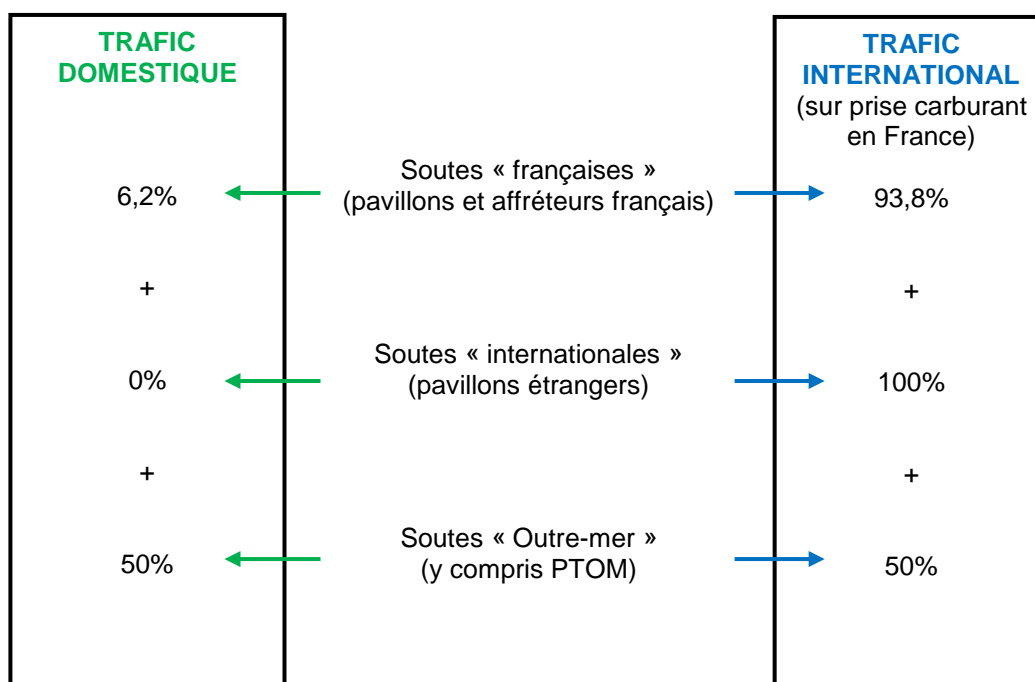 TRAFIC
DOMESTIQUE
TRAFIC
INTERNATIONAL
(sur prise carburant
en France)
6,2%
Soutes « françaises »
(pavillons et affréteurs français)
93,8%
+
+
0%
Soutes « internationales »
(pavillons étrangers)
100%
+
+
50%
Soutes « Outre-mer »
(y compris PTOM)
50%